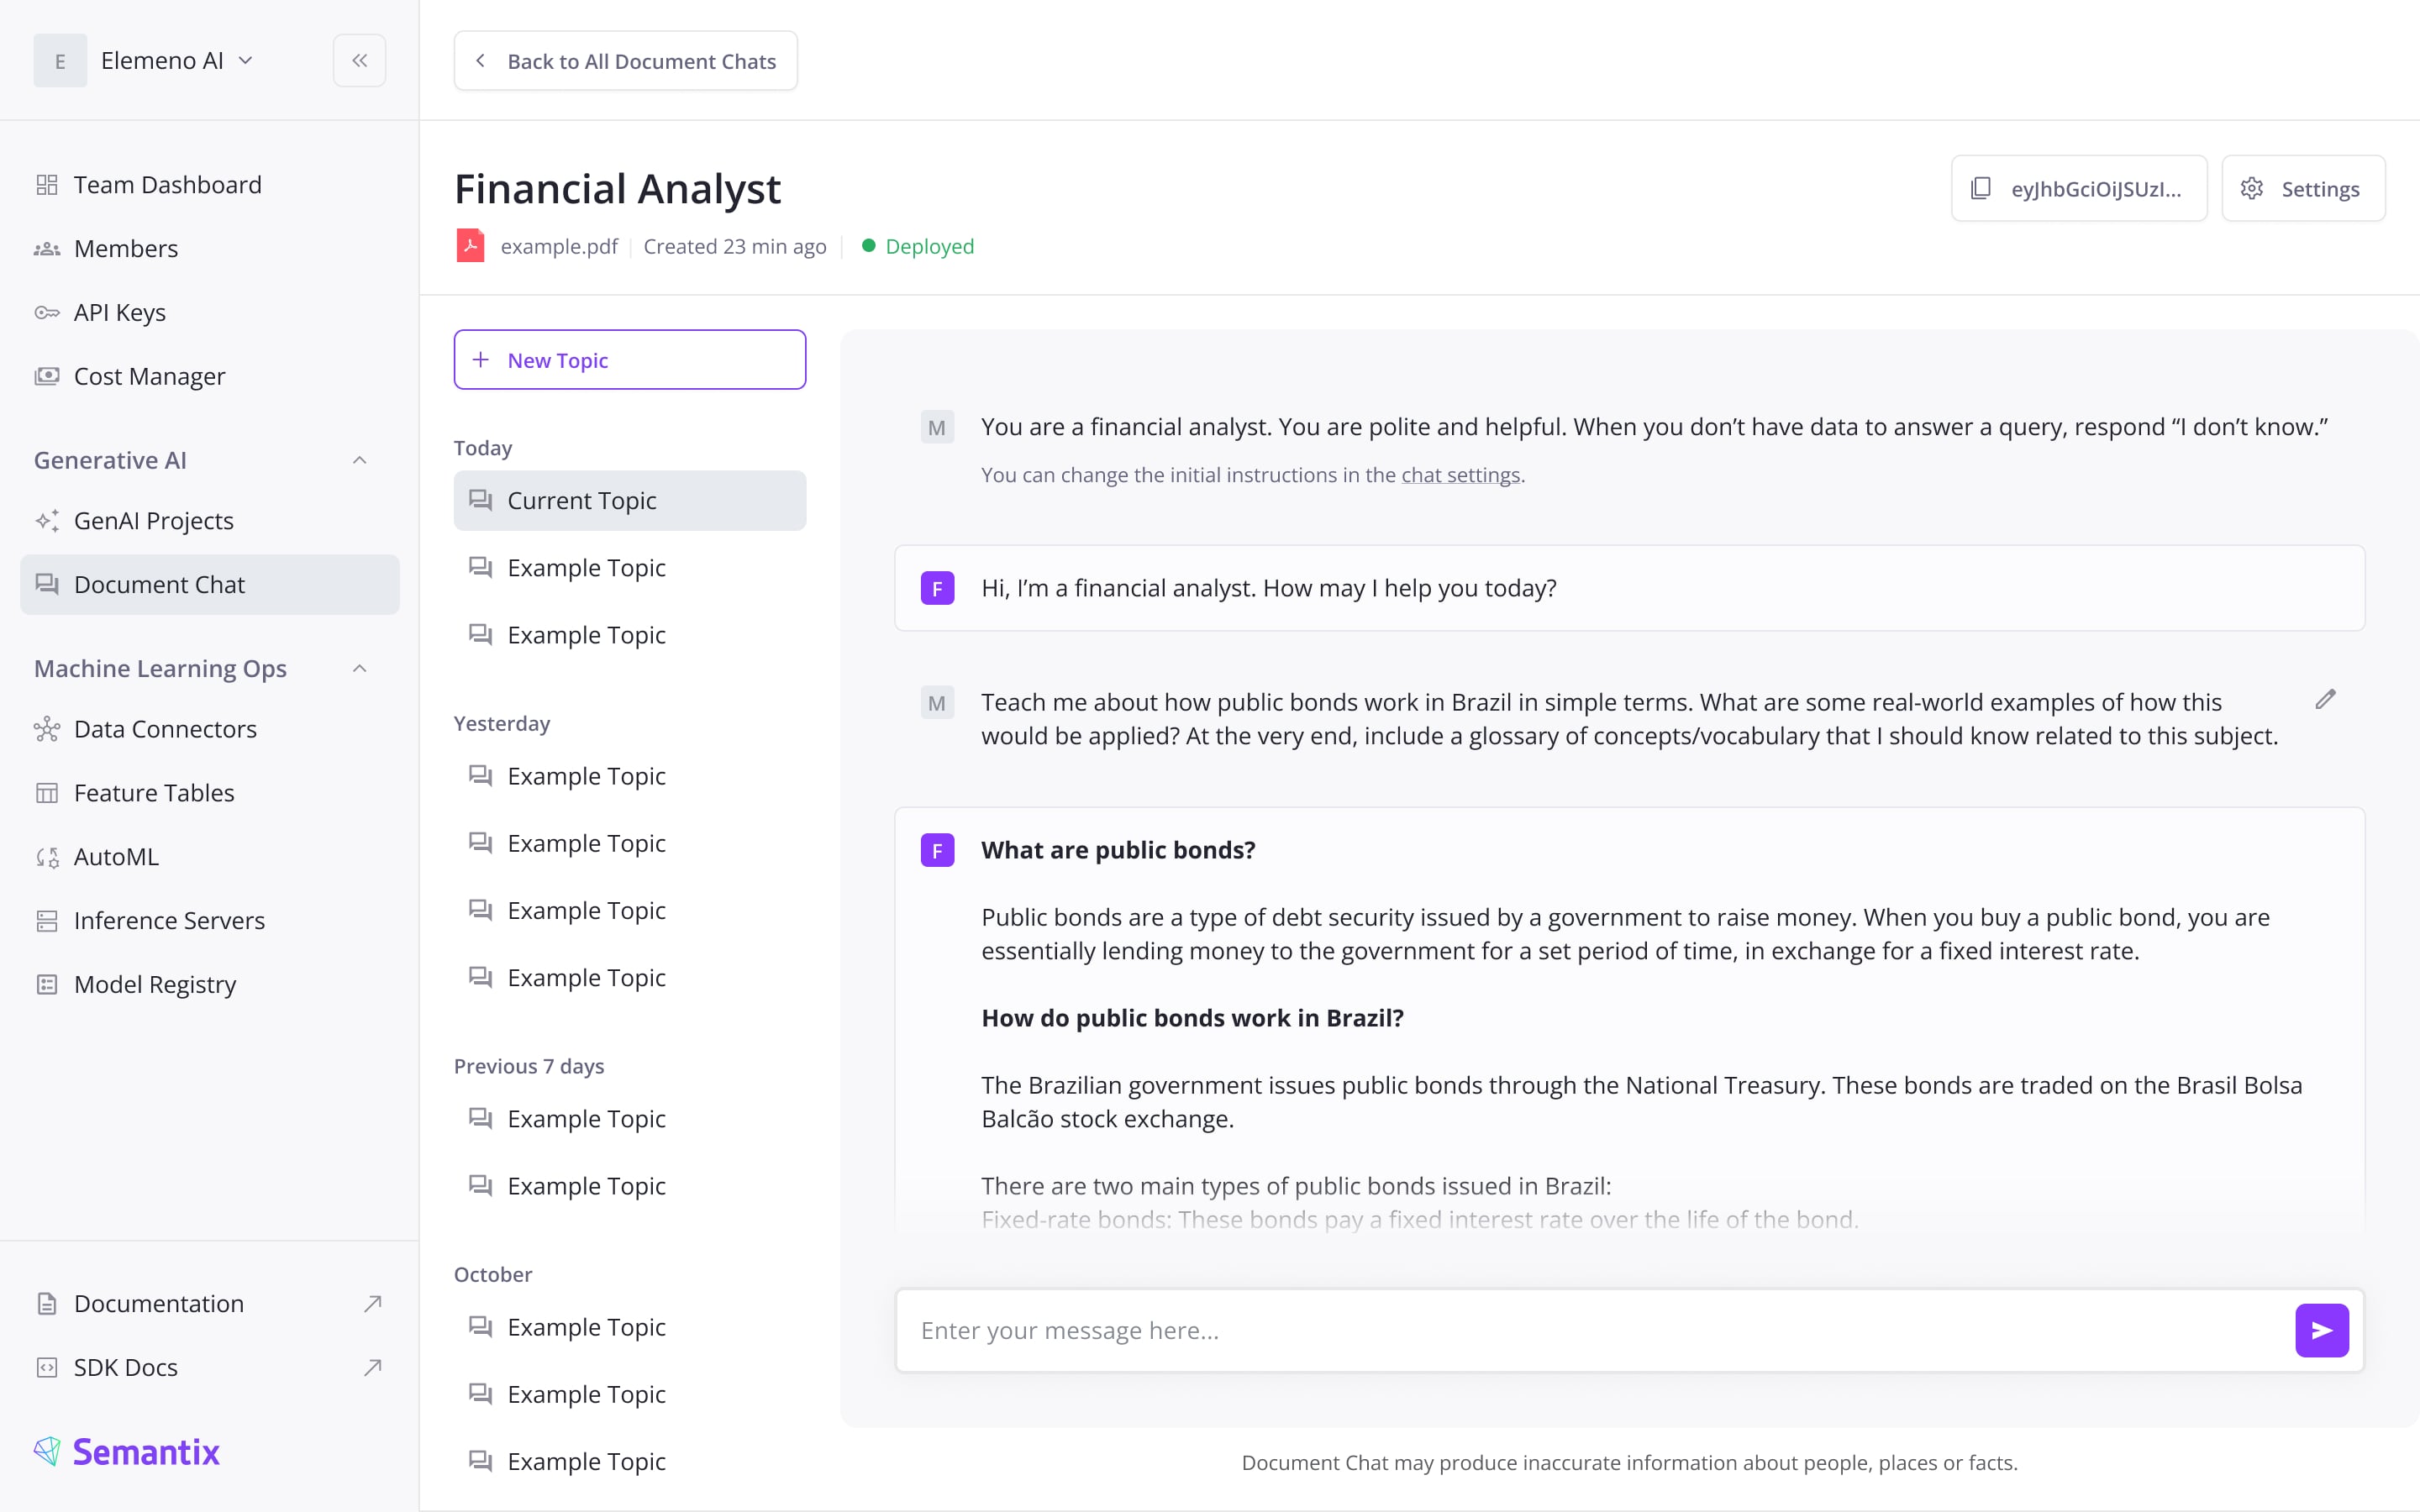 E
Elemeno AI
Team Dashboard
Members
API Keys
Cost Manager
Generative AI
GenAI Projects
Document Chat
Machine Learning Ops
Data Connectors
Feature Tables
AutoML
Inference Servers
Model Registry
Documentation
SDK Docs
Semantix
Back to All Document Chats
Financial Analyst
example.pdf
Created 23 min ago
Deployed
eyJhbGciOiJSUzI...
Settings
New Topic
Today
Current Topic
Example Topic
Example Topic
Yesterday
Example Topic
Example Topic
Example Topic
Example Topic
Previous 7 days
Example Topic
Example Topic
October
Example Topic
Example Topic
Example Topic
M
You are a financial analyst. You are polite and helpful. When you don’t have data to answer a query, respond “I don’t know.”
You can change the initial instructions in the chat settings.
F
Hi, I’m a financial analyst. How may I help you today?
M
Teach me about how public bonds work in Brazil in simple terms. What are some real-world examples of how this
would be applied? At the very end, include a glossary of concepts/vocabulary that I should know related to this subject.
F
What are public bonds?
Public bonds are a type of debt security issued by a government to raise money. When you buy a public bond, you are
essentially lending money to the government for a set period of time, in exchange for a fixed interest rate.
How do public bonds work in Brazil?
The Brazilian government issues public bonds through the National Treasury. These bonds are traded on the Brasil Bolsa
Balcão stock exchange.
There are two main types of public bonds issued in Brazil:
Fixed-rate bonds: These bonds pay a fixed interest rate over the life of the bond.
Enter your message here...
Document Chat may produce inaccurate information about people, places or facts.